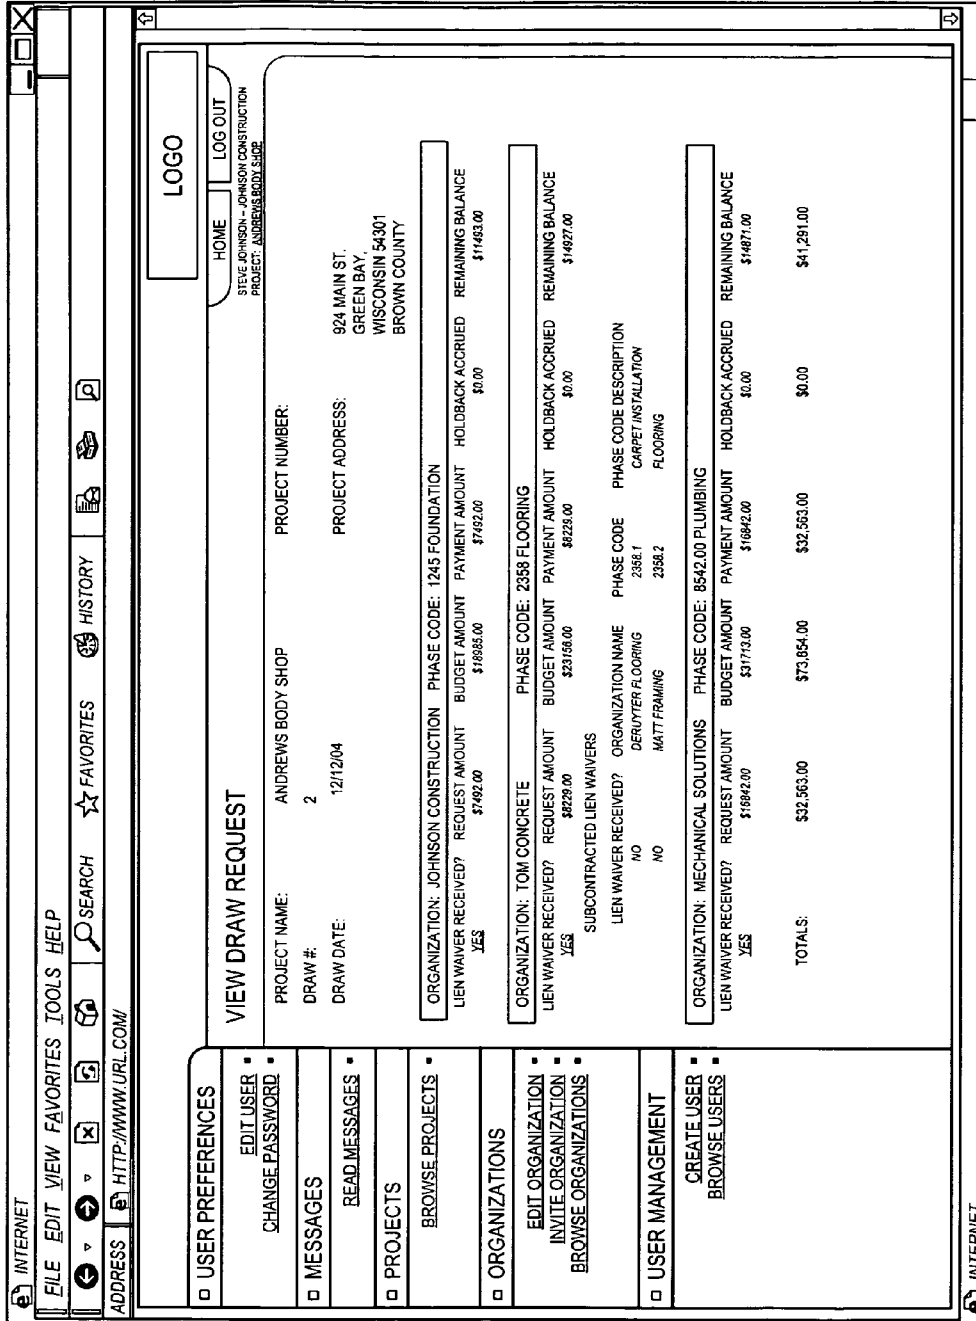 INTERNET
FILE EDIT VIEW FAVORITES TOOLS HELP
SEARCH FAVORITES HISTORY
ADDRESS HTTP://WWW.URL.COM/
LOGO
HOME LOG OUT
STEVE JOHNSON – JOHNSON CONSTRUCTION
PROJECT: ANDREWS BODY SHOP
USER PREFERENCES
EDIT USER
CHANGE PASSWORD
MESSAGES
READ MESSAGES
PROJECTS
BROWSE PROJECTS
ORGANIZATIONS
EDIT ORGANIZATION
INVITE ORGANIZATION
BROWSE ORGANIZATIONS
USER MANAGEMENT
CREATE USER
BROWSE USERS
VIEW DRAW REQUEST
PROJECT NAME: ANDREWS BODY SHOP PROJECT NUMBER:
DRAW #: 2
DRAW DATE: 12/12/04 PROJECT ADDRESS: 924 MAIN ST.
GREEN BAY,
WISCONSIN 54301
BROWN COUNTY
ORGANIZATION: JOHNSON CONSTRUCTION PHASE CODE: 1245 FOUNDATION
LIEN WAIVER RECEIVED? REQUEST AMOUNT BUDGET AMOUNT PAYMENT AMOUNT HOLDBACK ACCRUED REMAINING BALANCE
YES $7492.00 $18985.00 $7492.00 $0.00 $11493.00
ORGANIZATION: TOM CONCRETE PHASE CODE: 2358 FLOORING
LIEN WAIVER RECEIVED? REQUEST AMOUNT BUDGET AMOUNT PAYMENT AMOUNT HOLDBACK ACCRUED REMAINING BALANCE
YES $8229.00 $23156.00 $8229.00 $0.00 $14927.00
SUBCONTRACTED LIEN WAIVERS
LIEN WAIVER RECEIVED? ORGANIZATION NAME PHASE CODE PHASE CODE DESCRIPTION
NO DERUYTER FLOORING 2358.1 CARPET INSTALLATION
NO MATT FRAMING 2358.2 FLOORING
ORGANIZATION: MECHANICAL SOLUTIONS PHASE CODE: 8542.00 PLUMBING
LIEN WAIVER RECEIVED? REQUEST AMOUNT BUDGET AMOUNT PAYMENT AMOUNT HOLDBACK ACCRUED REMAINING BALANCE
YES $16842.00 $31713.00 $16842.00 $0.00 $14871.00
TOTALS: $32,563.00 $73,854.00 $32,563.00 $0.00 $41,291.00
INTERNET